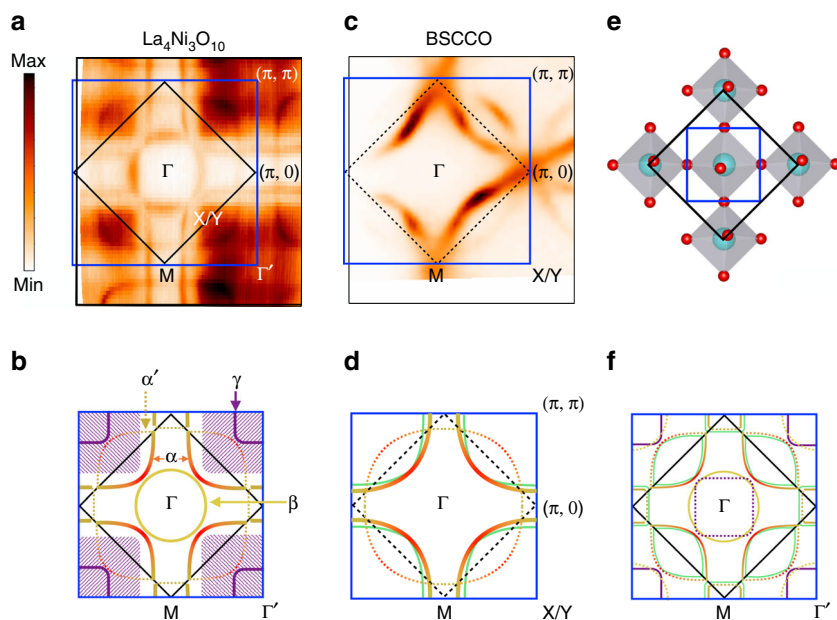 a
La4Ni3O10
Max
Min
(π, π)
Γ
(π, 0)
X/Y
M
Γ′
c
BSCCO
(π, π)
Γ
(π, 0)
M
X/Y
e
b
α′
γ
α
Γ
β
M
Γ′
d
(π, π)
Γ
(π, 0)
M
X/Y
f
Γ
M
Γ′